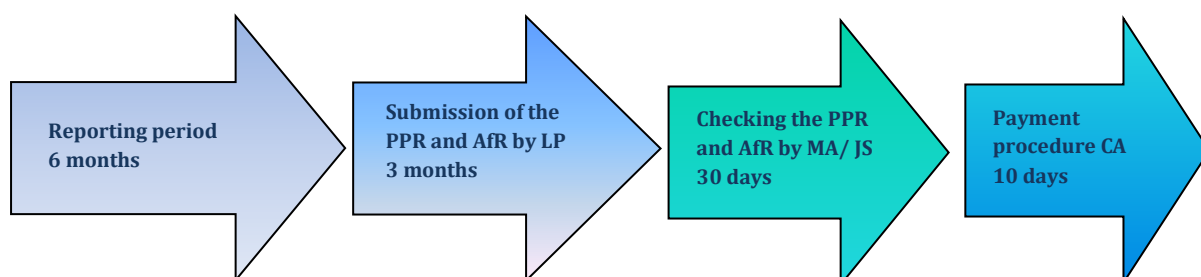 Reporting period
6 months
Submission of the
PPR and AfR by LP
3 months
Checking the PPR
and AfR by MA/ JS
30 days
Payment
procedure CA
10 days